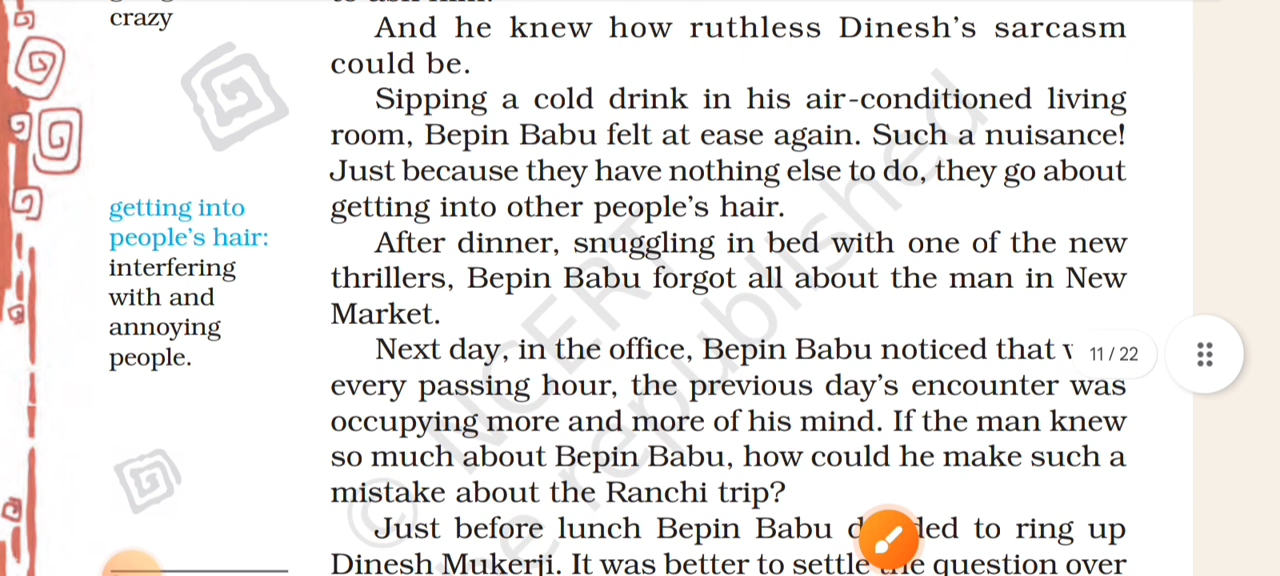 crazy
getting into
people's hair:
interfering
with and
annoying
people.
And he knew how ruthless Dinesh's sarcasm
could be.
Sipping a cold drink in his air-conditioned living
room, Bepin Babu felt at ease again. Such a nuisance!
Just because they have nothing else to do, they go about
getting into other people's hair.
After dinner, snuggling in bed with one of the new
thrillers, Bepin Babu forgot all about the man in New
Market.
Next day, in the office, Bepin Babu noticed that
every passing hour, the previous day's encounter was
occupying more and more of his mind. If the man knew
so much about Bepin Babu, how could he make such a
mistake about the Ranchi trip?
Just before lunch Bepin Babu to ring up
Dinesh Mukerji. It was better to settle question over
11 / 22
© NCERT
republished